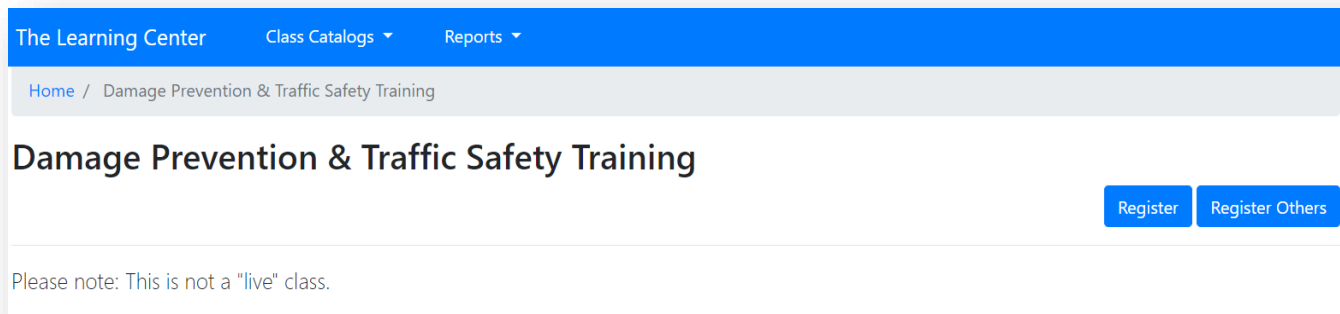 The Learning Center Class Catalogs Reports
Home / Damage Prevention & Traffic Safety Training
Damage Prevention & Traffic Safety Training
Register Register Others
Please note: This is not a "live" class.